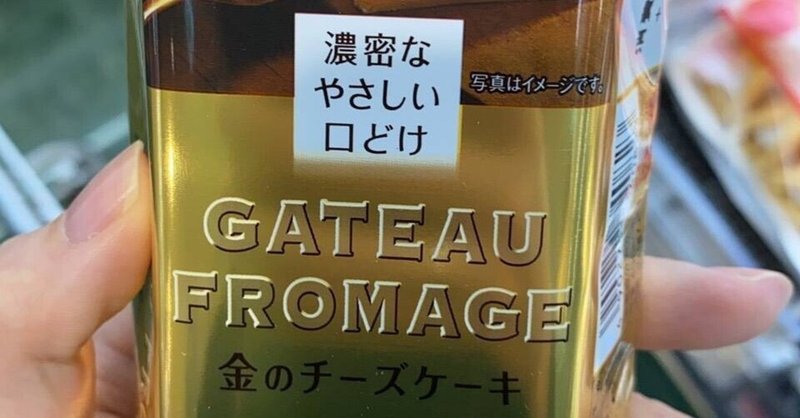 濃密な
やさしい
口どけ
写真はイメージです。
GATEAU
FROMAGE
金のチーズケーキ